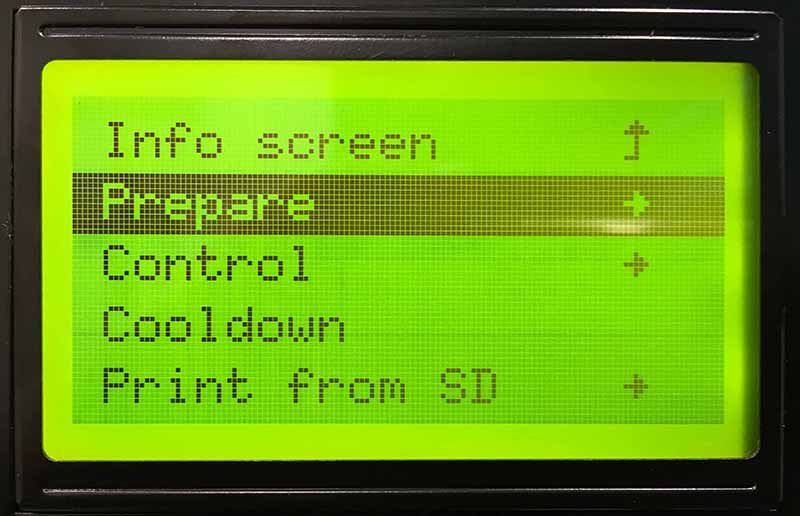 Info screen ↑
Prepare →
Control →
Cooldown
Print from SD →